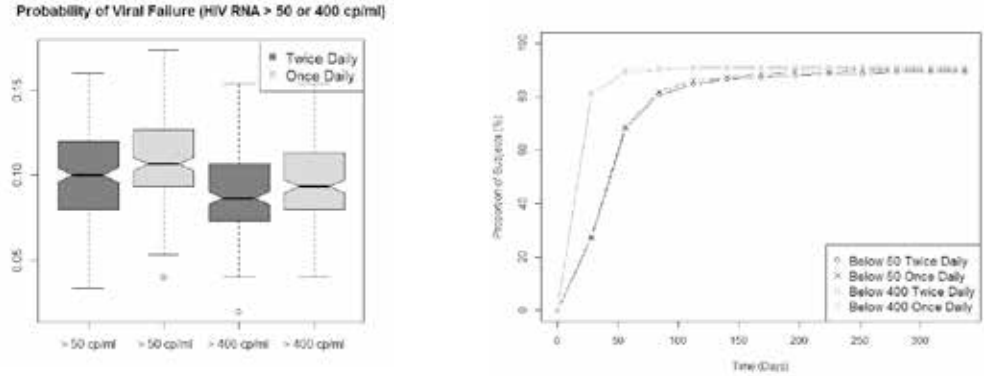 Probability of Viral Failure (HIV RNA > 50 or 400 cp/ml)
Twice Daily
Once Daily
0.15
0.10
0.05
> 50 cp/ml > 50 cp/ml > 400 cp/ml > 400 cp/ml
Proportion of Subjects (%)
100
80
60
40
20
0
Below 50 Twice Daily
Below 50 Once Daily
Below 400 Twice Daily
Below 400 Once Daily
0 50 100 150 200 250 300
Time (Days)